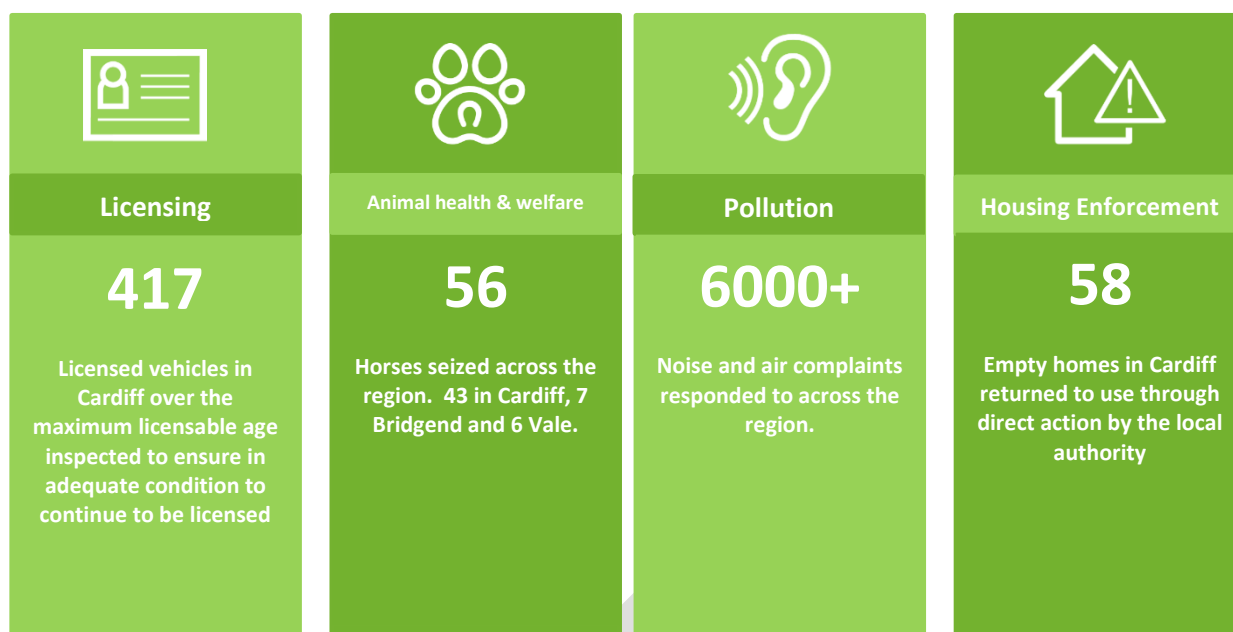 Licensing
417
Licensed vehicles in
Cardiff over the
maximum licensable age
inspected to ensure in
adequate condition to
continue to be licensed
Animal health & welfare
56
Horses seized across the
region.  43 in Cardiff, 7
Bridgend and 6 Vale.
Pollution
6000+
Noise and air complaints
responded to across the
region.
Housing Enforcement
58
Empty homes in Cardiff
returned to use through
direct action by the local
authority